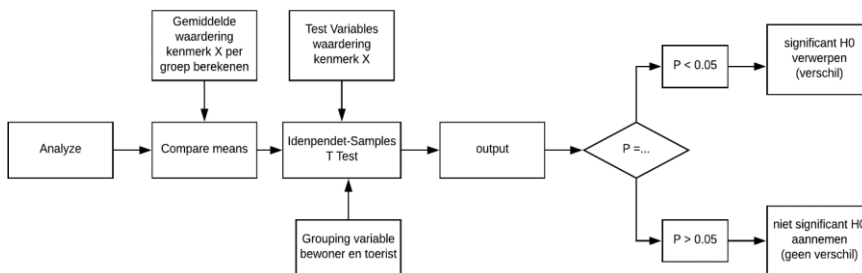 Gemiddelde
waardering
kenmerk X per
groep berekenen
Test Variables
waardering
kenmerk X
P < 0.05
significant H0
verwerpen
(verschil)
Analyze
Compare means
Idenpendet-Samples
T Test
output
P =...
Grouping variable
bewoner en toerist
P > 0.05
niet significant H0
aannemen
(geen verschil)